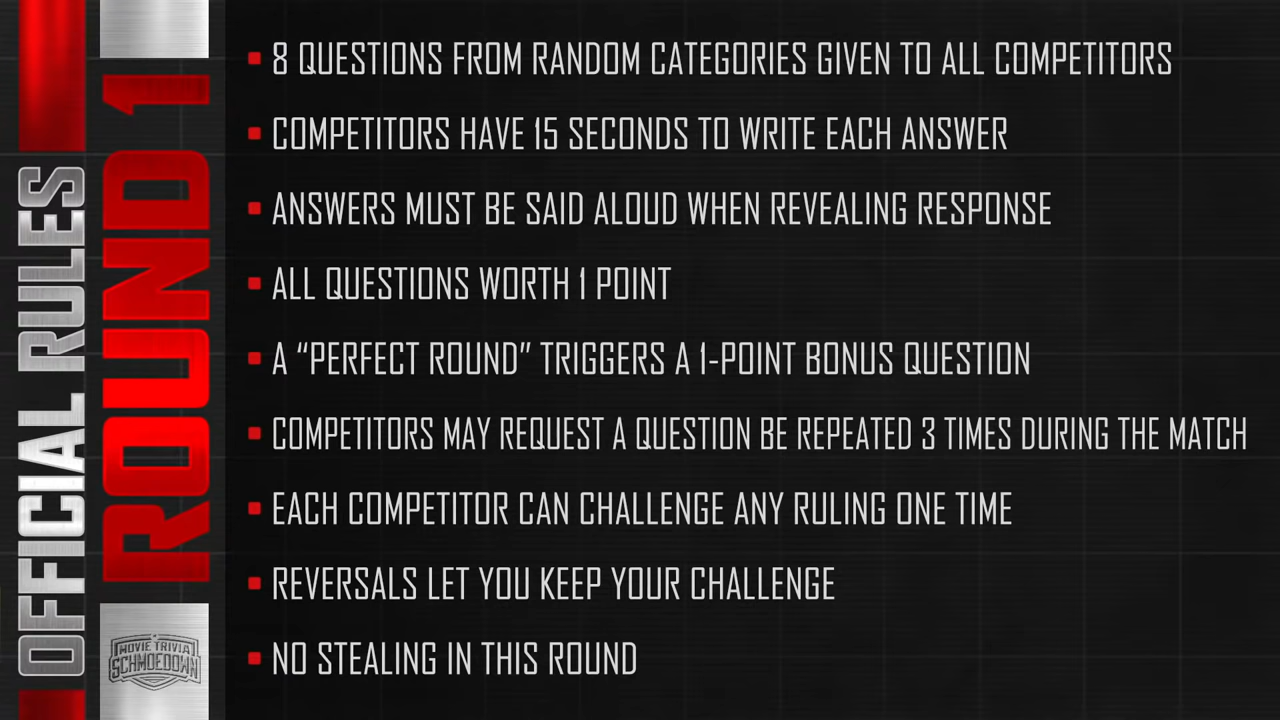 OFFICIAL RULES
ROUND 1
8 QUESTIONS FROM RANDOM CATEGORIES GIVEN TO ALL COMPETITORS
COMPETITORS HAVE 15 SECONDS TO WRITE EACH ANSWER
ANSWERS MUST BE SAID ALOUD WHEN REVEALING RESPONSE
ALL QUESTIONS WORTH 1 POINT
A “PERFECT ROUND” TRIGGERS A 1-POINT BONUS QUESTION
COMPETITORS MAY REQUEST A QUESTION BE REPEATED 3 TIMES DURING THE MATCH
EACH COMPETITOR CAN CHALLENGE ANY RULING ONE TIME
REVERSALS LET YOU KEEP YOUR CHALLENGE
NO STEALING IN THIS ROUND
MOVIE TRIVIA
SCHMOEDOWN